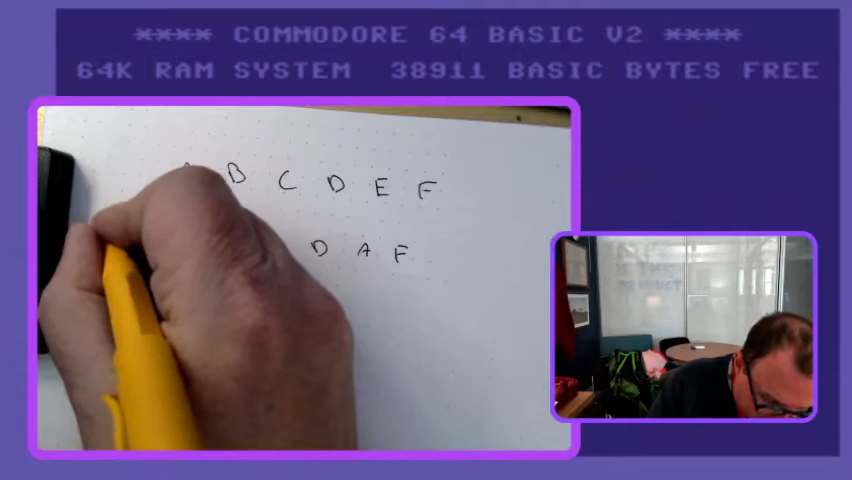 **** COMMODORE 64 BASIC V2 ****
64K RAM SYSTEM 38911 BASIC BYTES FREE
A B C D E F
D A F